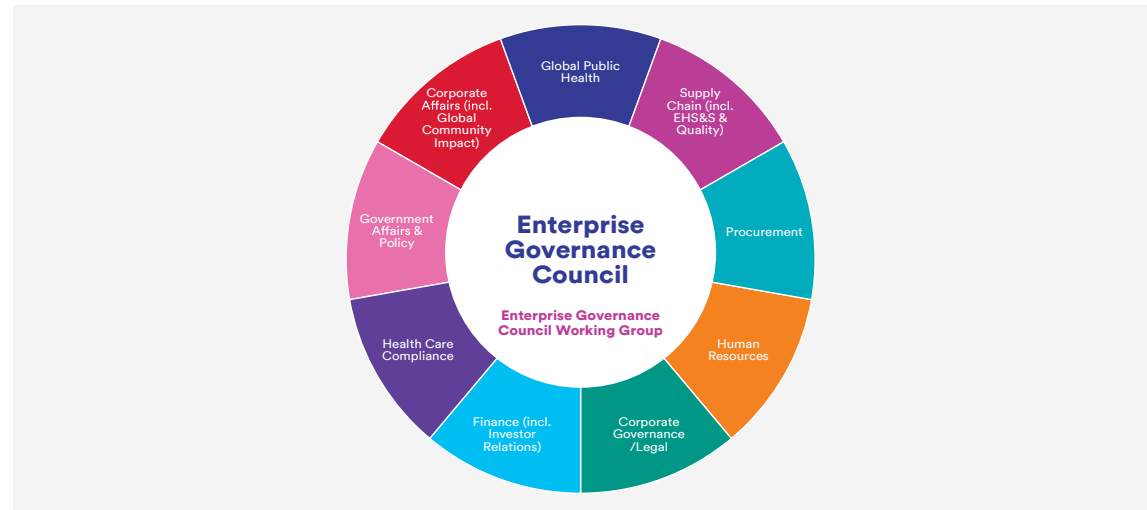 Global Public
Health
Supply
Chain (incl.
EHS&S &
Quality)
Procurement
Human
Resources
Corporate
Governance
/Legal
Finance (incl.
Investor
Relations)
Health Care
Compliance
Government
Affairs &
Policy
Corporate
Affairs (incl.
Global
Community
Impact)
Enterprise
Governance
Council
Enterprise Governance
Council Working Group